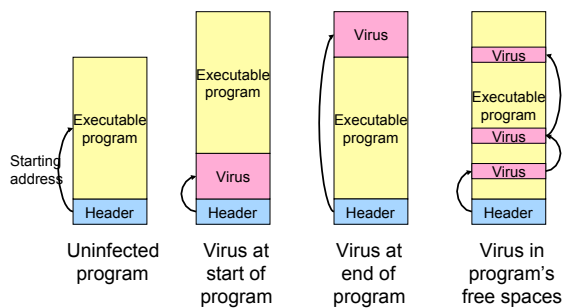 Executable
program
Starting
address
Header
Uninfected
program
Executable
program
Virus
Header
Virus at
start of
program
Virus
Executable
program
Header
Virus at
end of
program
Virus
Executable
program
Virus
Virus
Header
Virus in
program's
free spaces